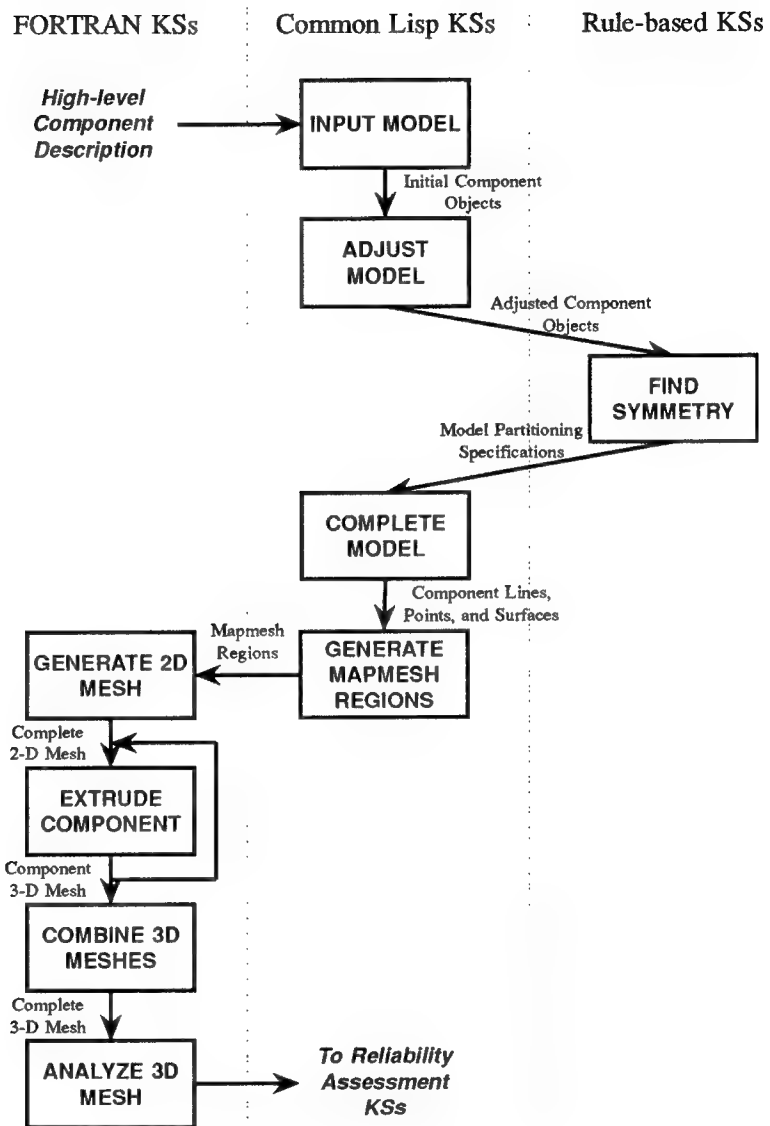 FORTRAN KSs
Common Lisp KSs
Rule-based KSs
High-level
Component
Description
INPUT MODEL
Initial Component
Objects
ADJUST
MODEL
Adjusted Component
Objects
FIND
SYMMETRY
Model Partitioning
Specifications
COMPLETE
MODEL
Component Lines,
Points, and Surfaces
GENERATE
MAPMESH
REGIONS
Mapmesh
Regions
GENERATE 2D
MESH
Complete
2-D Mesh
EXTRUDE
COMPONENT
Component
3-D Mesh
COMBINE 3D
MESHES
Complete
3-D Mesh
ANALYZE 3D
MESH
To Reliability
Assessment
KSs